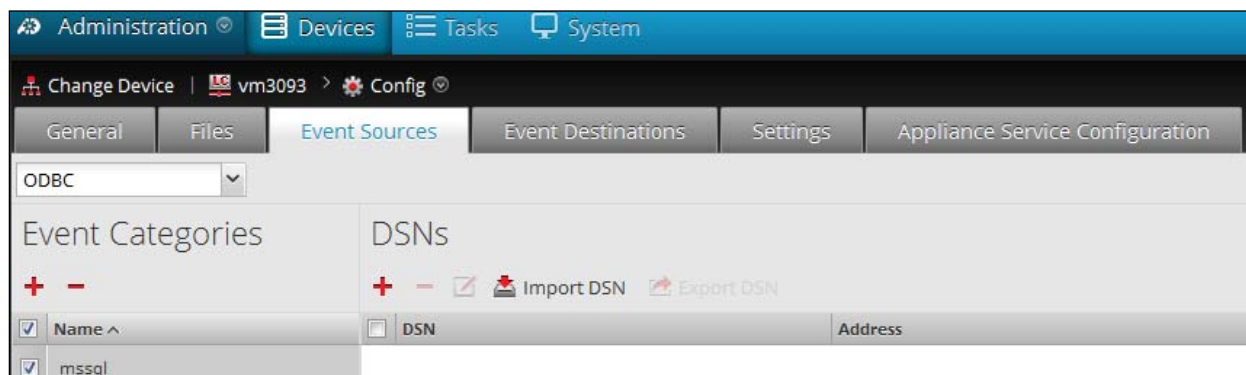 Administration Devices Tasks System
Change Device | LC vm3093 > Config
General Files Event Sources Event Destinations Settings Appliance Service Configuration
ODBC
Event Categories DSNs
+ − + − Import DSN Export DSN
Name ^ DSN Address
mssql